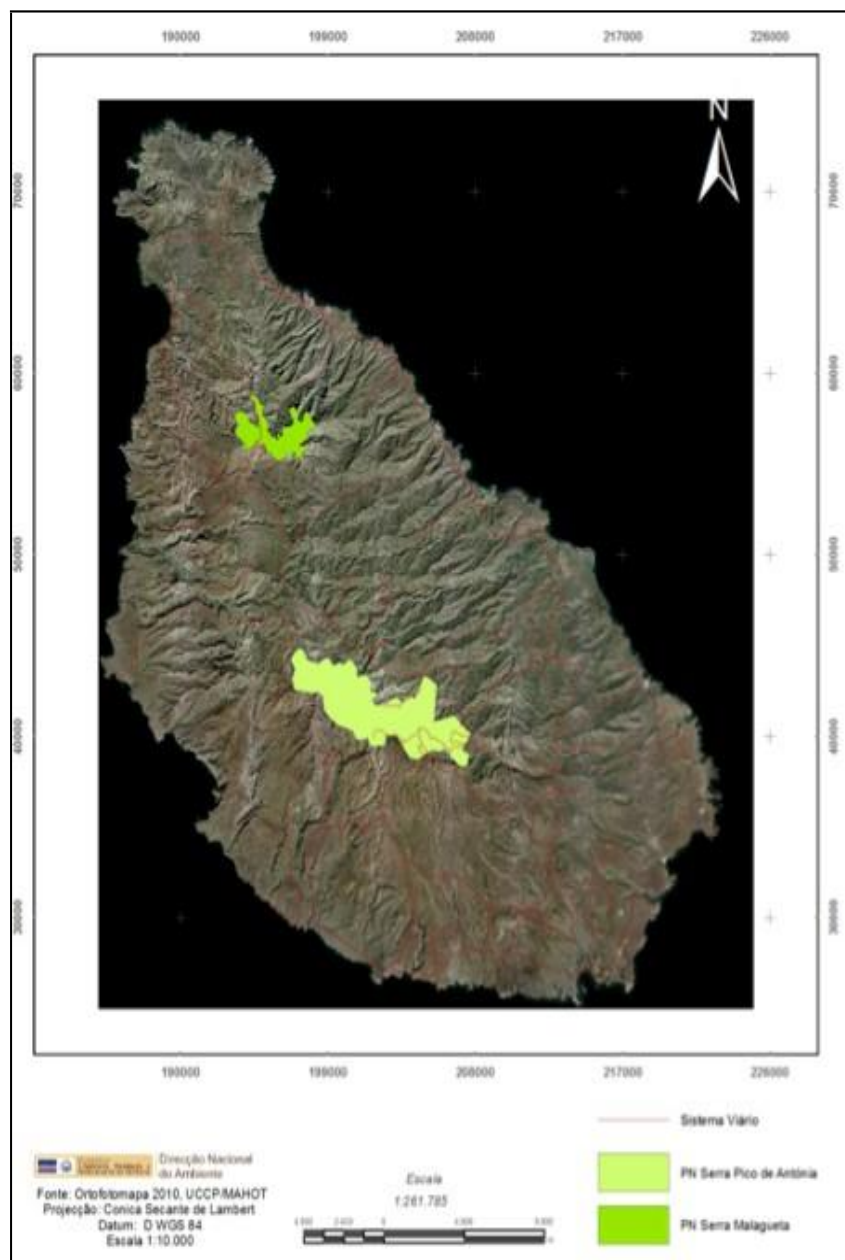 190000 199000 208000 217000 226000
N
70000 70000
60000 60000
50000 50000
40000 40000
30000 30000
190000 199000 208000 217000 226000
Sistema Viário
PN Serra Pico de Antónia
PN Serra Malagueta
Direcção Nacional
do Ambiente
Fonte: Ortofotomapa 2010, UCCP/MAHOT
Projecção: Conica Secante de Lambert
Datum: D WGS 84
Escala 1:10.000
Escala
1:261.785
0